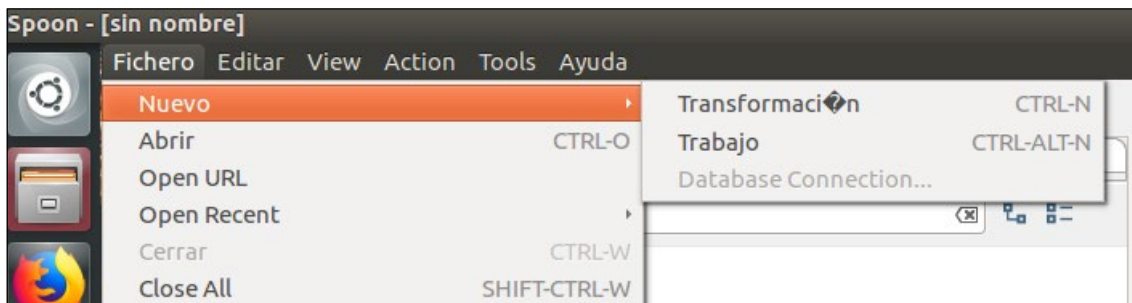 Spoon - [sin nombre]
Fichero Editar View Action Tools Ayuda
Nuevo
Transformaci�n CTRL-N
Abrir CTRL-O
Trabajo CTRL-ALT-N
Open URL
Database Connection...
Open Recent
Cerrar CTRL-W
Close All SHIFT-CTRL-W